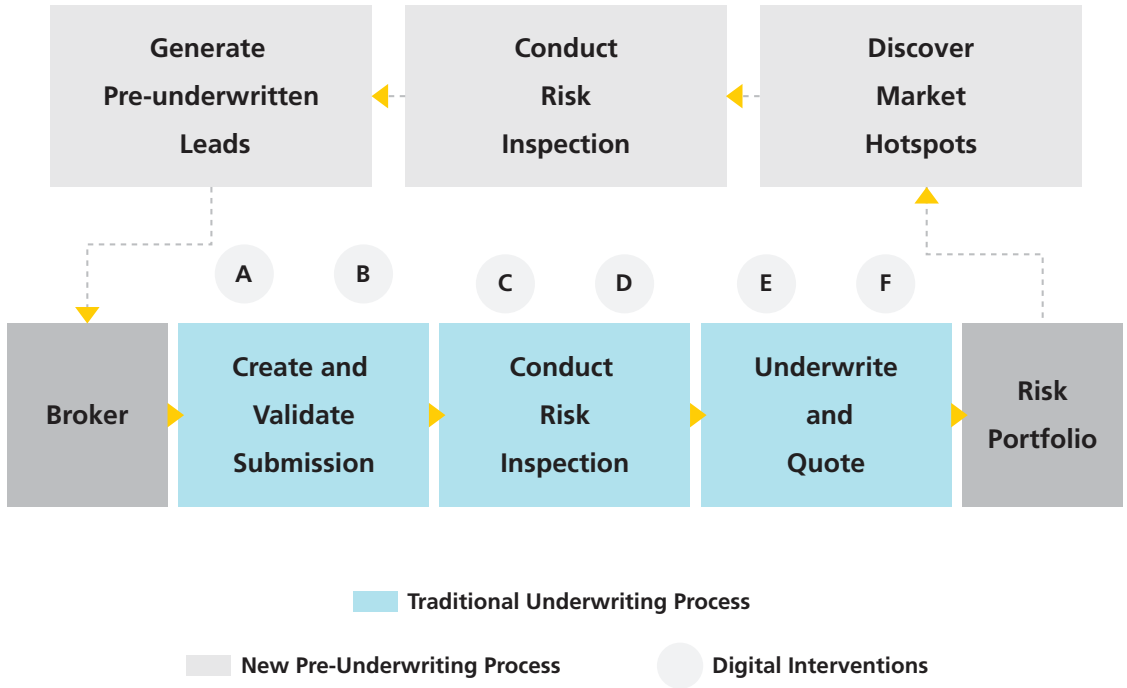 Generate
Pre-underwritten
Leads
Conduct
Risk
Inspection
Discover
Market
Hotspots
A
B
C
D
E
F
Broker
Create and
Validate
Submission
Conduct
Risk
Inspection
Underwrite
and
Quote
Risk
Portfolio
Traditional Underwriting Process
New Pre-Underwriting Process
Digital Interventions